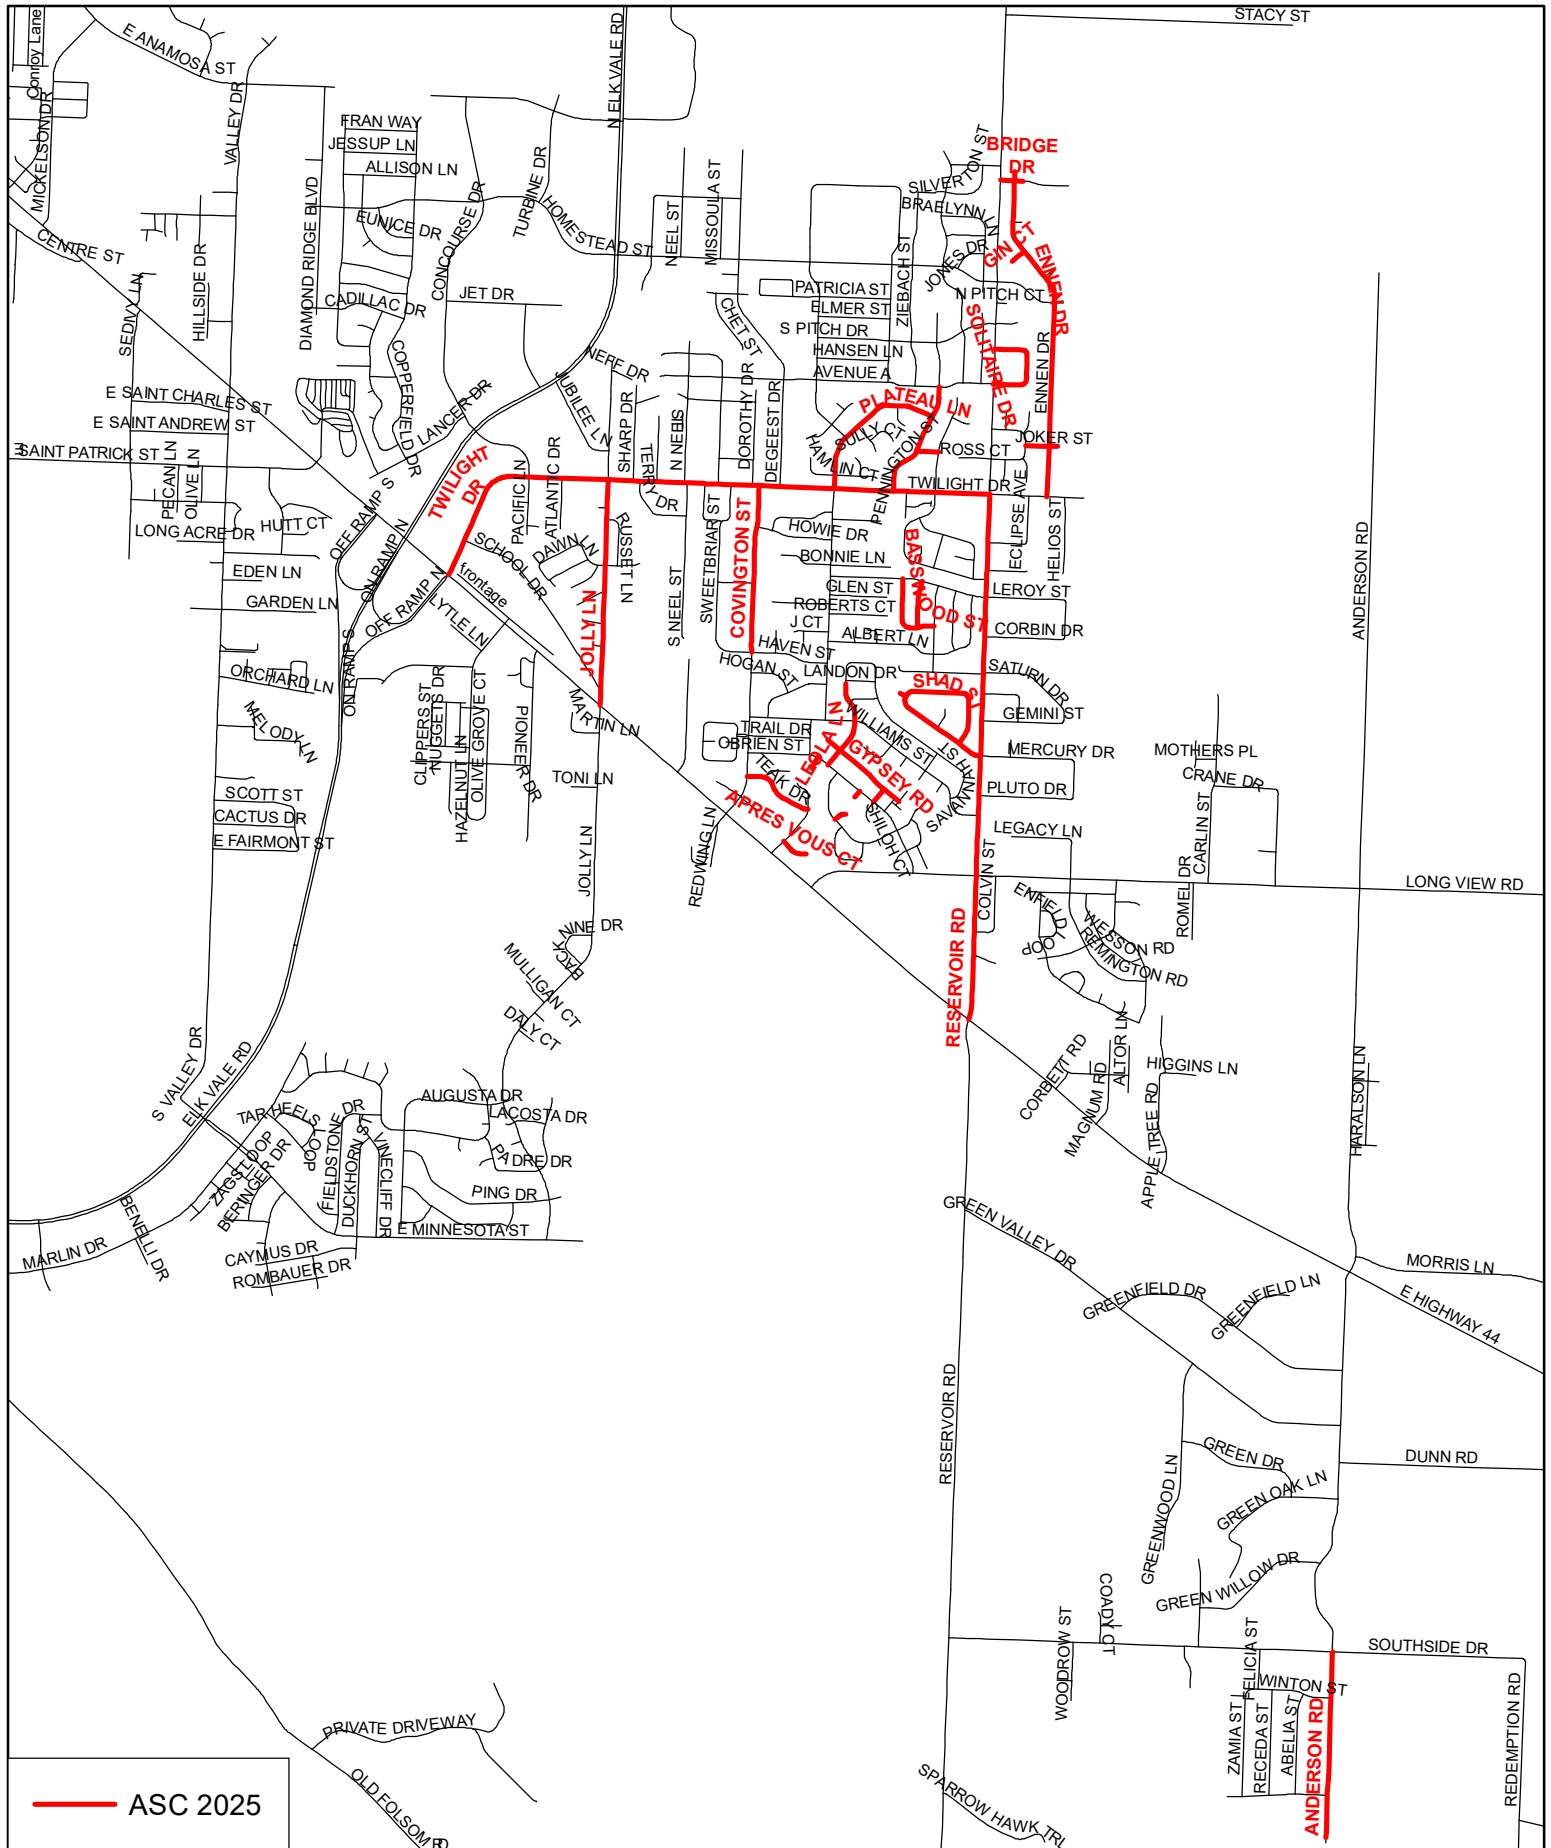 STACY ST
Conroy Lane
E ANAMOSA ST
N ELK VALE RD
MICKELSON DR
VALLEY DR
FRAN WAY
JESSUP LN
ALLISON LN
BRIDGE
DR
SILVERTON ST
BRAELYNN LN
TURBINE DR
MISSOULA ST
NEEL ST
CONCOURSE DR
EUNICE DR
HOMESTEAD ST
DIAMOND RIDGE BLVD
CENTRE ST
HILLSIDE DR
SEDIVY LN
GIN CT
ENNEN DR
JONES DR
ZIEBACH ST
N PITCH CT
PATRICIA ST
ELMER ST
S PITCH DR
HANSEN LN
AVENUE A
CADILLAC DR
JET DR
CHET ST
SOLITAIRE DR
ENNEN DR
COPPERFIELD DR
NEFF DR
JUBILEE LN
LANCER DR
E SAINT CHARLES ST
E SAINT ANDREW ST
SAINT PATRICK ST
SHARP DR
TERRY DR
N NEEL ST
DOROTHY DR
DEGEEST DR
PLATEAU LN
SULLY CT
HAMLIN CT
PENNINGTON ST
ROSS CT
JOKER ST
TWILIGHT DR
TWILIGHT
DR
PECAN LN
OLIVE LN
LONG ACRE DR
HUTT CT
OFF RAMP S
ON RAMP N
OFF RAMP N
PACIFIC LN
ATLANTIC DR
SCHOOL DR
DAWN LN
RUSSET LN
frontage
LYTLE LN
JOLLY LN
S NEEL ST
SWEETBRIAR ST
COVINGTON ST
HOWIE DR
BONNIE LN
GLEN ST
ROBERTS CT
J CT
ALBERT LN
BASSWOOD ST
ECLIPSE AVE
HELIOS ST
LEROY ST
CORBIN DR
ANDERSON RD
EDEN LN
GARDEN LN
ORCHARD LN
ON RAMP S
MELODY LN
CLIPPERS ST
NUGGETS DR
HAZELNUT LN
OLIVE GROVE CT
PIONEER DR
MARTIN LN
TONI LN
HAVEN ST
HOGAN ST
LANDON DR
SHAD ST
SATURN DR
GEMINI ST
TRAIL DR
OBRIEN ST
WILLIAMS ST
LEOLA LN
GYPSEY RD
SAVANNAH ST
MERCURY DR
PLUTO DR
LEGACY LN
MOTHERS PL
CRANE DR
CARLIN ST
SCOTT ST
CACTUS DR
E FAIRMONT ST
TEAK DR
APRES VOUS CT
SHILOH CT
REDWING LN
JOLLY LN
COLVIN ST
ROMEL DR
LONG VIEW RD
RESERVOIR RD
ENFIELD LOOP
WESSON RD
REMINGTON RD
BACK NINE DR
MULLIGAN CT
DALY CT
S VALLEY DR
ELK VALE RD
CORBETT RD
MAGNUM RD
ALTOR LN
HIGGINS LN
APPLE TREE RD
HARALSON LN
TAR HEELS LOOP
ZAGS LOOP
BERINGER DR
FIELDSTONE DR
DUCKHORN ST
VINECLIFF DR
AUGUSTA DR
LACOSTA DR
PADRE DR
PING DR
E MINNESOTA ST
BENELLI DR
MARLIN DR
CAYMUS DR
ROMBAUER DR
GREEN VALLEY DR
GREENFIELD DR
GREENFIELD LN
MORRIS LN
E HIGHWAY 44
RESERVOIR RD
GREENWOOD LN
GREEN DR
DUNN RD
GREEN OAK LN
GREEN WILLOW DR
COADY CT
WOODROW ST
SOUTHSIDE DR
FELICIA ST
WINTON ST
ZAMIA ST
RECEDA ST
ABELIA ST
ANDERSON RD
REDEMPTION RD
PRIVATE DRIVEWAY
OLD FOLSOM RD
SPARROW HAWK TRL
ASC 2025